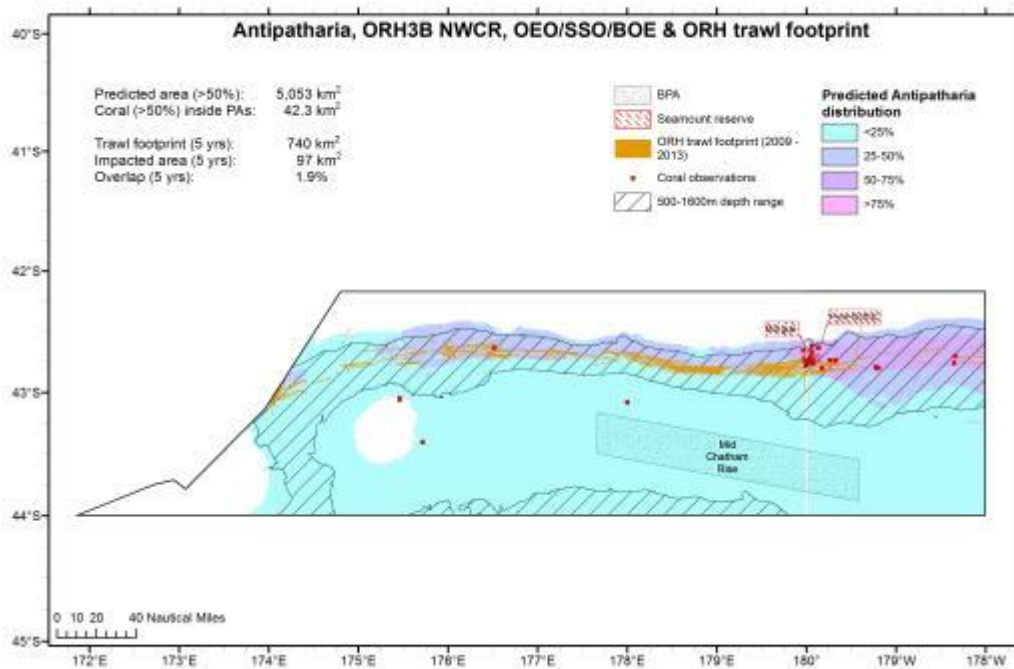 Antipatharia, ORH3B NWCR, OEO/SSO/BOE & ORH trawl footprint
Predicted area (>50%): 5,053 km²
Coral (>50%) inside PAs: 42.3 km²
Trawl footprint (5 yrs): 740 km²
Impacted area (5 yrs): 97 km²
Overlap (5 yrs): 1.9%
BPA
Seamount reserve
ORH trawl footprint (2009 -
2013)
Coral observations
500-1600m depth range
Predicted Antipatharia
distribution
<25%
25-50%
50-75%
>75%
40°S
41°S
42°S
43°S
44°S
45°S
Mid
Chatham
Rise
0 10 20 40 Nautical Miles
172°E 173°E 174°E 175°E 176°E 177°E 178°E 179°E 180° 179°W 178°W